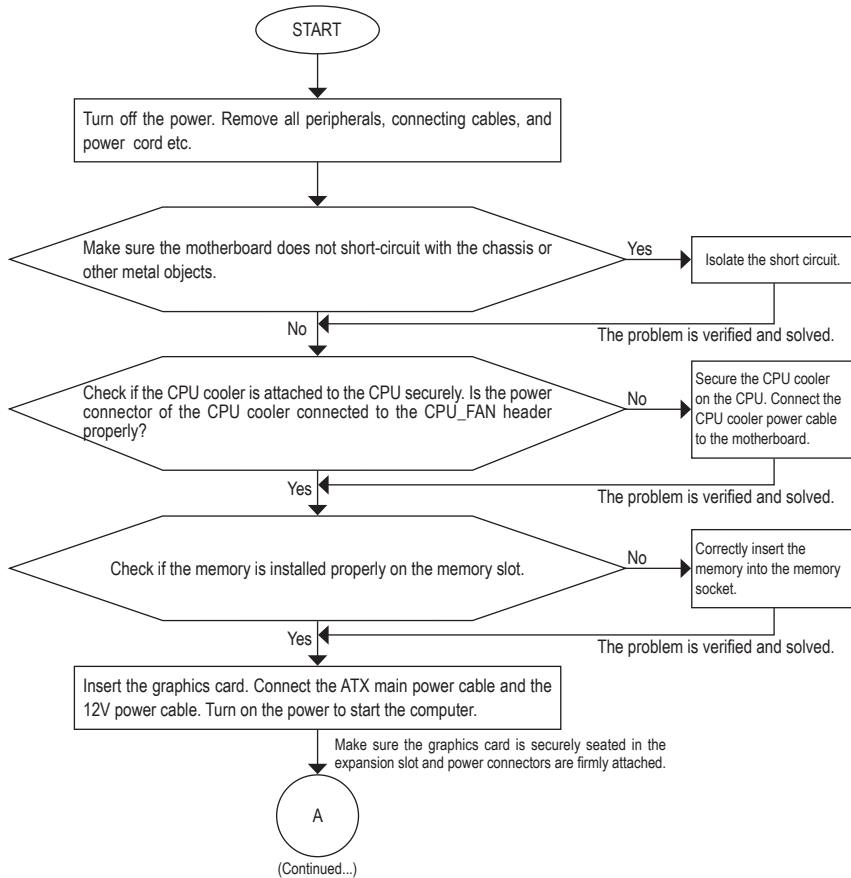 START
Turn off the power. Remove all peripherals, connecting cables, and
power cord etc.
Make sure the motherboard does not short-circuit with the chassis or
other metal objects.
Yes
Isolate the short circuit.
No
The problem is verified and solved.
Check if the CPU cooler is attached to the CPU securely. Is the power
connector of the CPU cooler connected to the CPU_FAN header
properly?
No
Secure the CPU cooler
on the CPU. Connect the
CPU cooler power cable
to the motherboard.
Yes
The problem is verified and solved.
Check if the memory is installed properly on the memory slot.
No
Correctly insert the
memory into the memory
socket.
Yes
The problem is verified and solved.
Insert the graphics card. Connect the ATX main power cable and the
12V power cable. Turn on the power to start the computer.
Make sure the graphics card is securely seated in the
expansion slot and power connectors are firmly attached.
A
(Continued...)